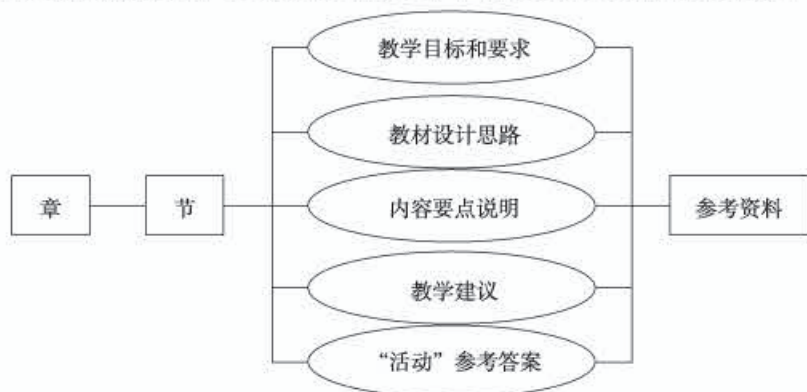 教学目标和要求
教材设计思路
章
节
内容要点说明
参考资料
教学建议
“活动”参考答案